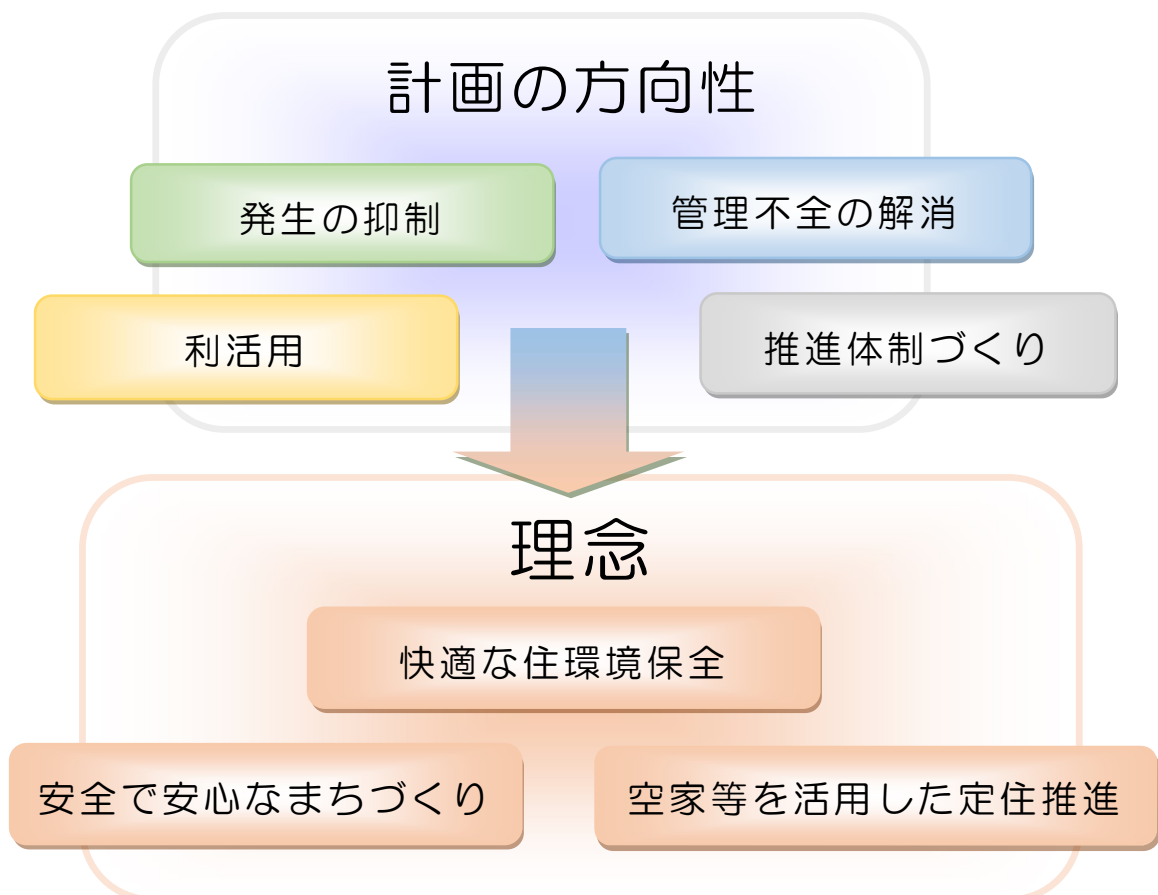 計画の方向性
発生の抑制
管理不全の解消
利活用
推進体制づくり
理念
快適な住環境保全
安全で安心なまちづくり
空家等を活用した定住推進